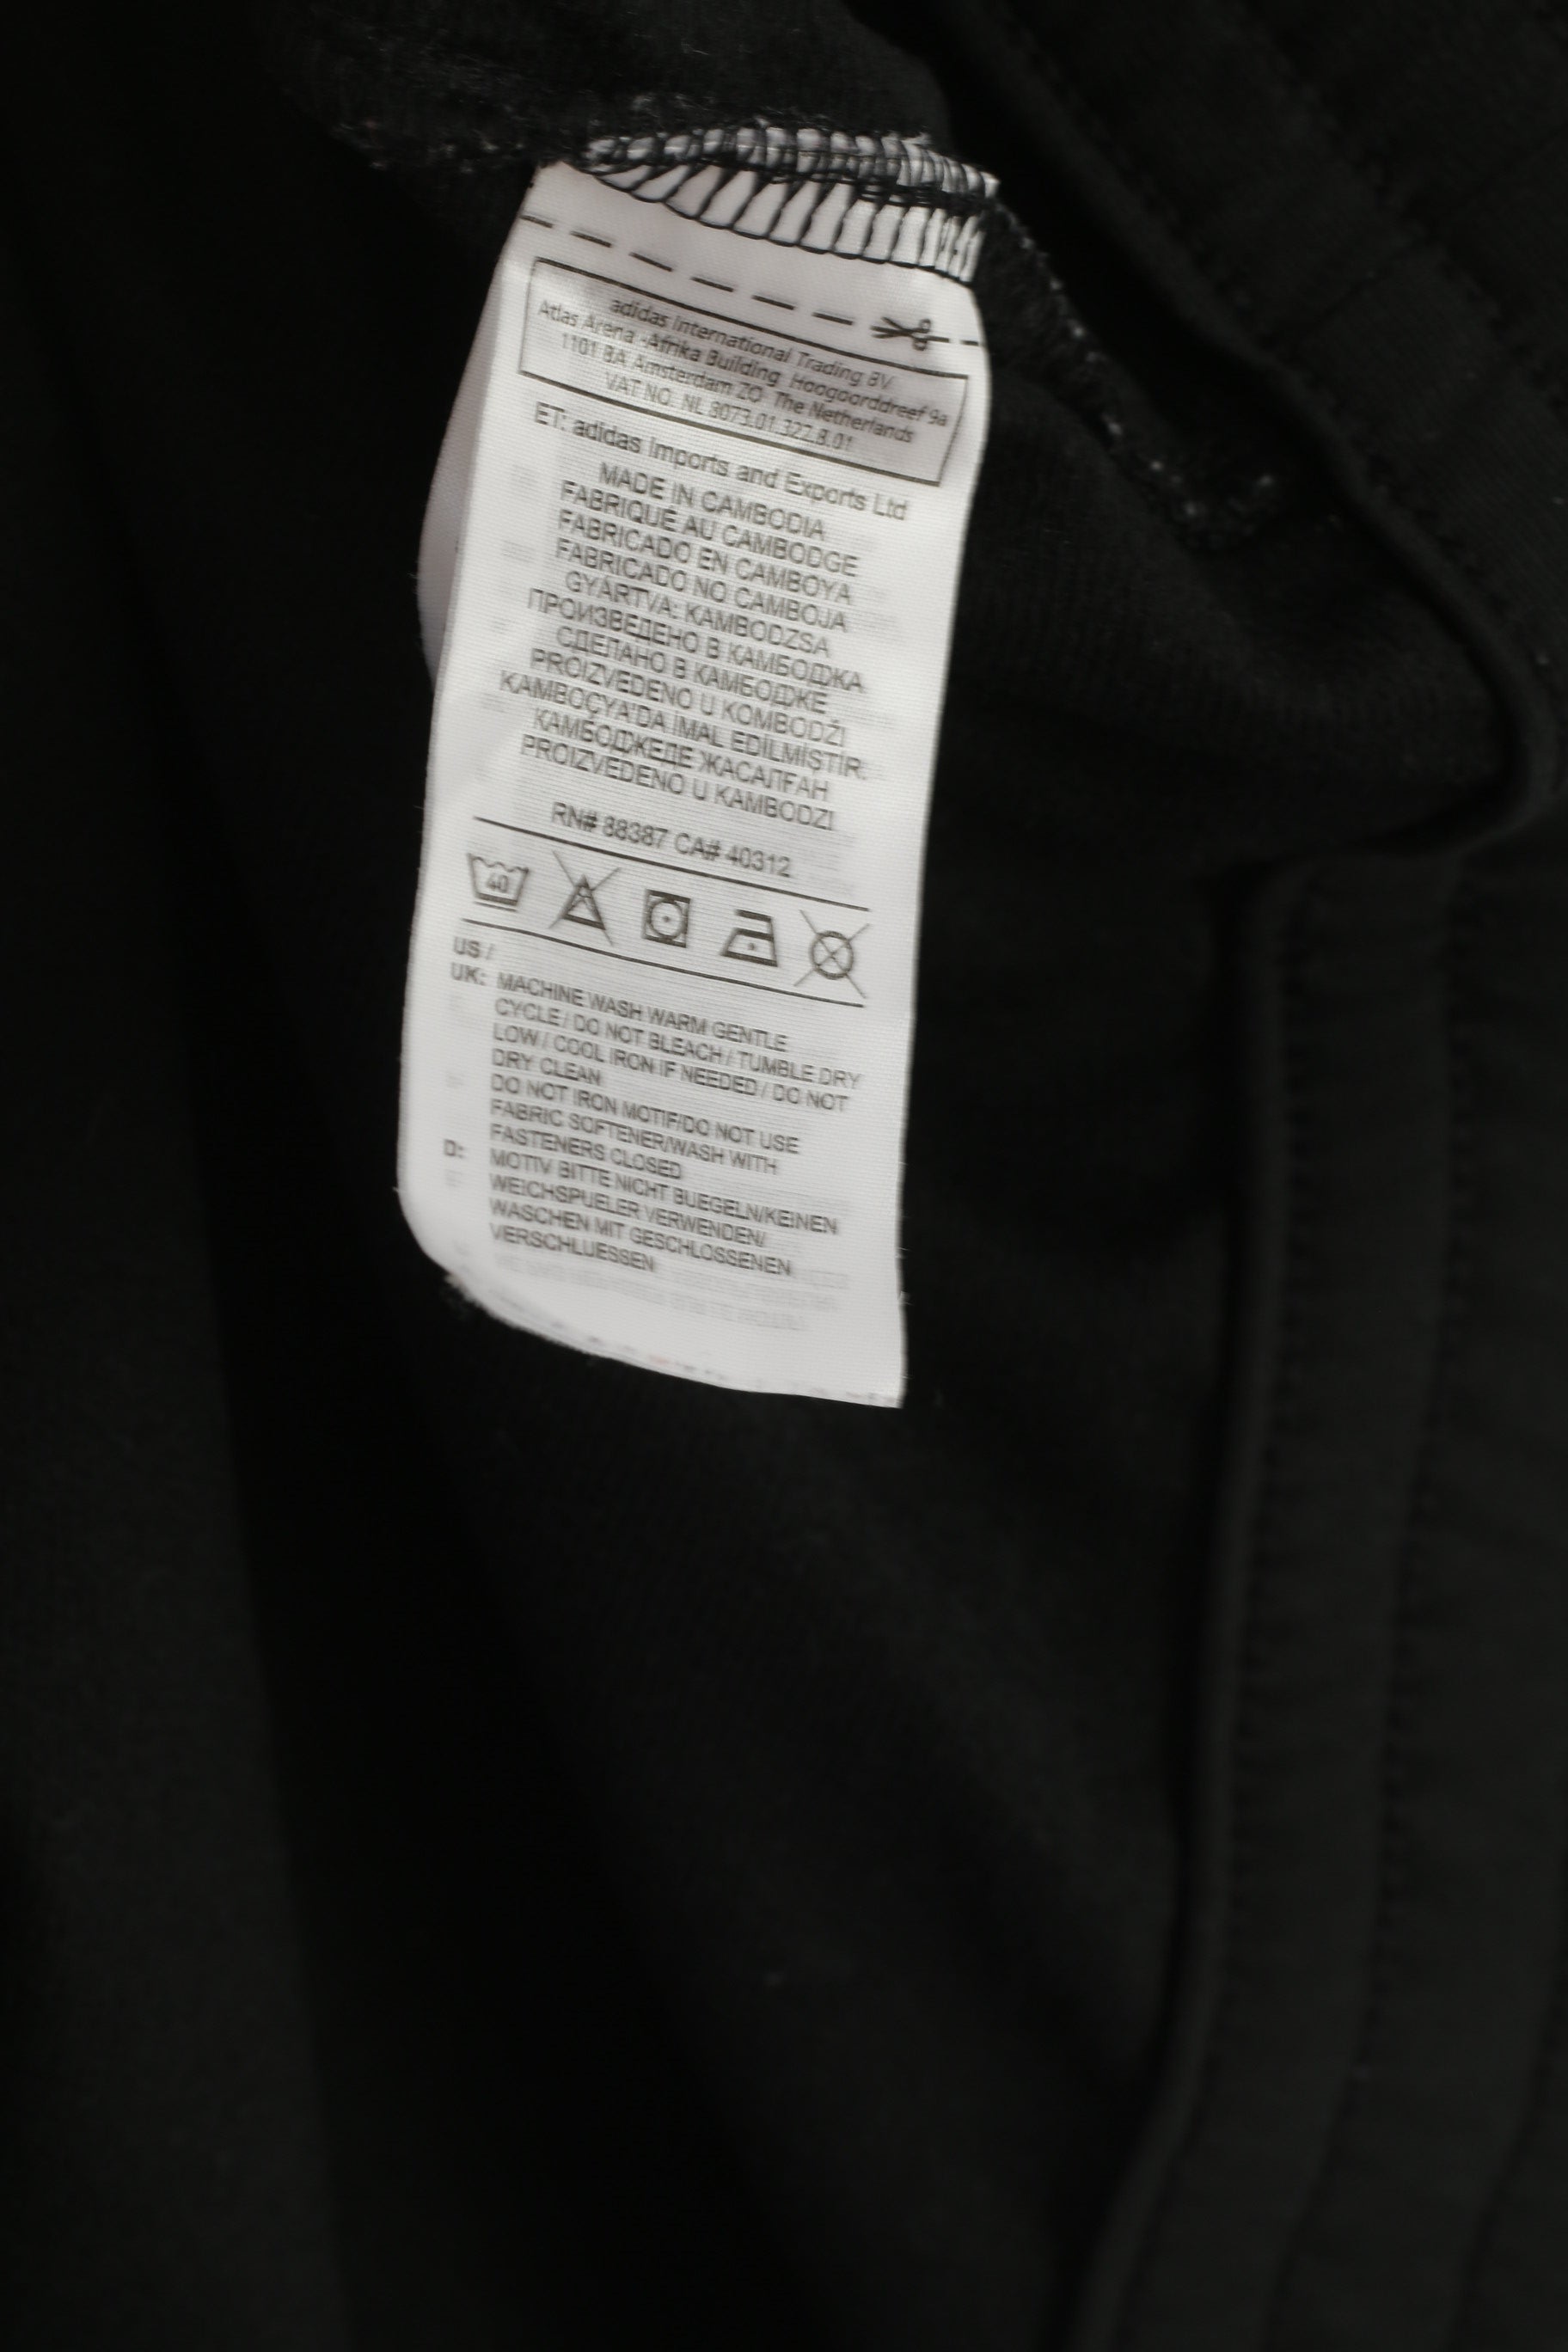 adidas International Trading BV
Atlas Arena -Afrika Building Hoogoorddreef 9a
1101 BA Amsterdam ZO The Netherlands
VAT NO. NL 8073.01.327.B.01
ET: adidas Imports and Exports Ltd
MADE IN CAMBODIA
FABRIQUÉ AU CAMBODGE
FABRICADO EN CAMBOYA
FABRICADO NO CAMBOJA
GYÁRTVA: KAMBODZSA
ПРОИЗВЕДЕНО В КАМБОДЖА
СДЕЛАНО В КАМБОДЖЕ
PROIZVEDENO U KOMBODŽI
KAMBOÇYA'DA İMAL EDİLMİŞTİR.
КАМБОДЖЕДЕ ЖАСАЛҒАН
PROIZVEDENO U KAMBODZI
RN# 88387 CA# 40312
40
US /
UK: MACHINE WASH WARM GENTLE
CYCLE / DO NOT BLEACH / TUMBLE DRY
LOW / COOL IRON IF NEEDED / DO NOT
DRY CLEAN
DO NOT IRON MOTIF/DO NOT USE
FABRIC SOFTENER/WASH WITH
FASTENERS CLOSED
D: MOTIV BITTE NICHT BUEGELN/KEINEN
WEICHSPUELER VERWENDEN/
WASCHEN MIT GESCHLOSSENEN
VERSCHLUESSEN